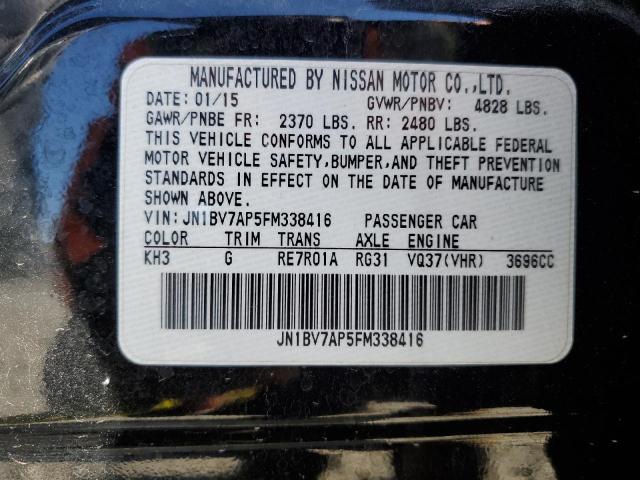 MANUFACTURED BY NISSAN MOTOR CO.,LTD.
DATE: 01/15 GVWR/PNBV: 4828 LBS.
GAWR/PNBE FR: 2370 LBS. RR: 2480 LBS.
THIS VEHICLE CONFORMS TO ALL APPLICABLE FEDERAL
MOTOR VEHICLE SAFETY,BUMPER,AND THEFT PREVENTION
STANDARDS IN EFFECT ON THE DATE OF MANUFACTURE
SHOWN ABOVE.
VIN: JN1BV7AP5FM338416 PASSENGER CAR
COLOR TRIM TRANS AXLE ENGINE
KH3 G RE7R01A RG31 VQ37(VHR) 3696CC
JN1BV7AP5FM338416